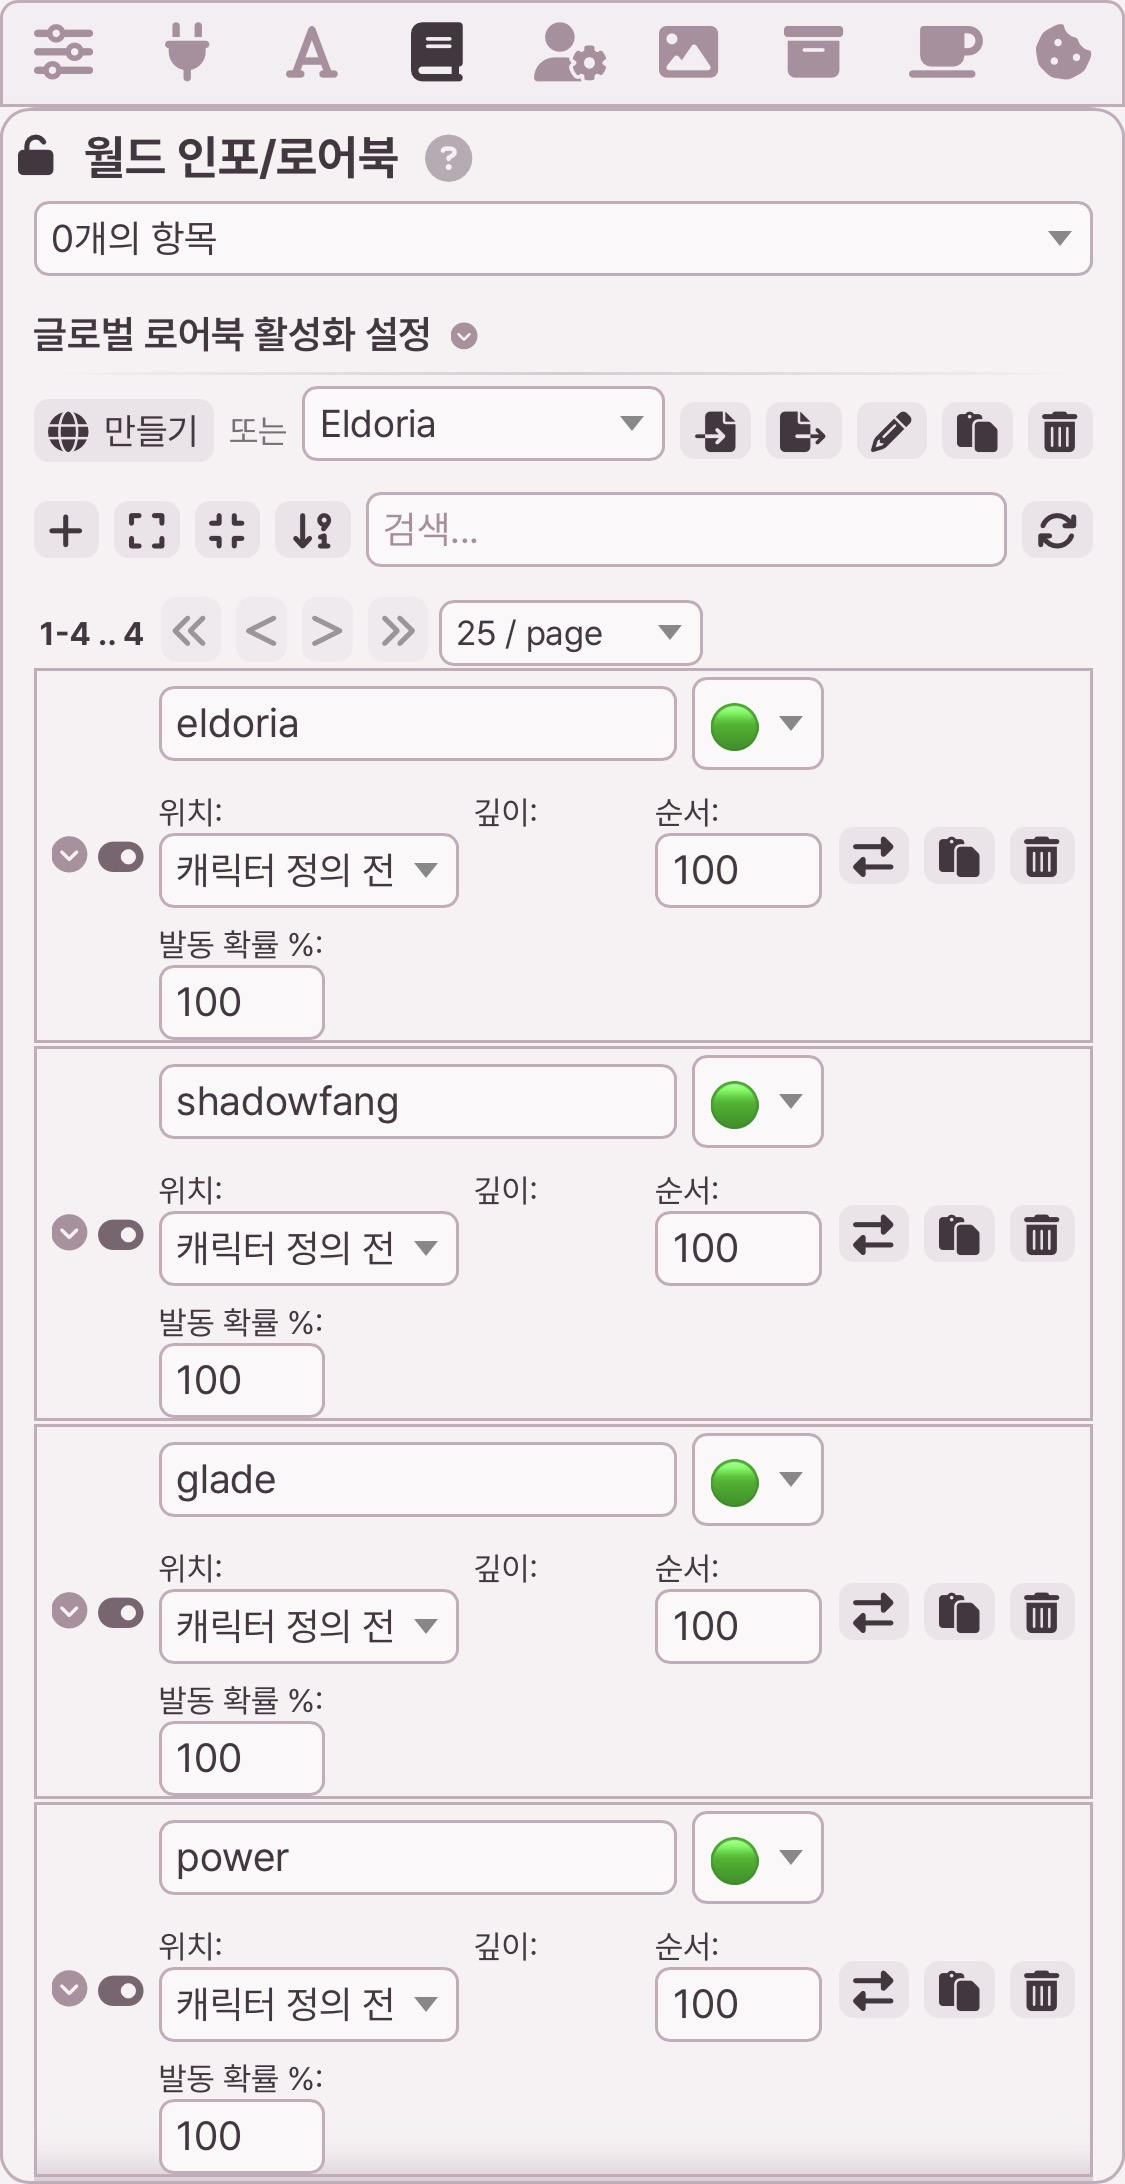 월드 인포/로어북 ?
0개의 항목
글로벌 로어북 활성화 설정
만들기 또는 Eldoria
검색...
1-4 .. 4 25 / page
eldoria
위치: 깊이: 순서:
캐릭터 정의 전 100
발동 확률 %:
100
shadowfang
위치: 깊이: 순서:
캐릭터 정의 전 100
발동 확률 %:
100
glade
위치: 깊이: 순서:
캐릭터 정의 전 100
발동 확률 %:
100
power
위치: 깊이: 순서:
캐릭터 정의 전 100
발동 확률 %:
100